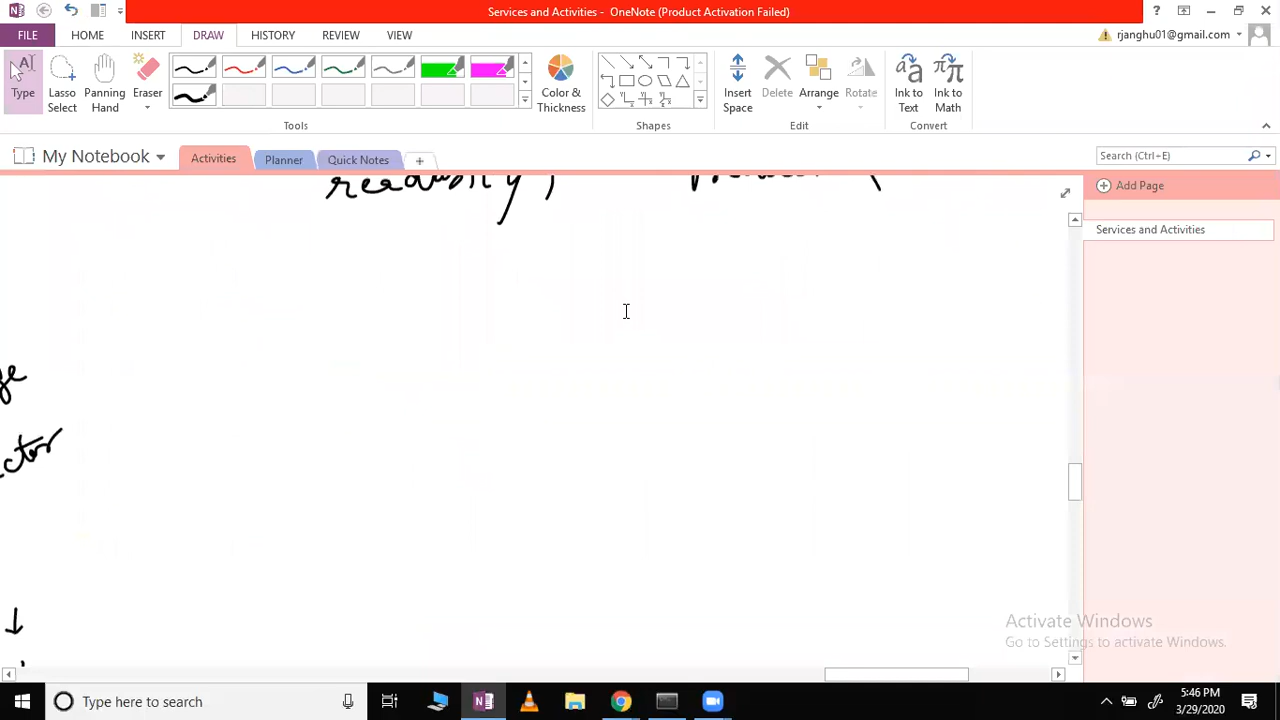 Services and Activities - OneNote (Product Activation Failed)
FILE HOME INSERT DRAW HISTORY REVIEW VIEW
rjanghu01@gmail.com
Type
Lasso Select
Panning Hand
Eraser
Color & Thickness
Insert Space
Delete
Arrange
Rotate
Ink to Text
Ink to Math
Tools Shapes Edit Convert
My Notebook Activities Planner Quick Notes
Search (Ctrl+E)
Add Page
Services and Activities
ctor
Activate Windows
Go to Settings to activate Windows.
Type here to search
5:46 PM
3/29/2020